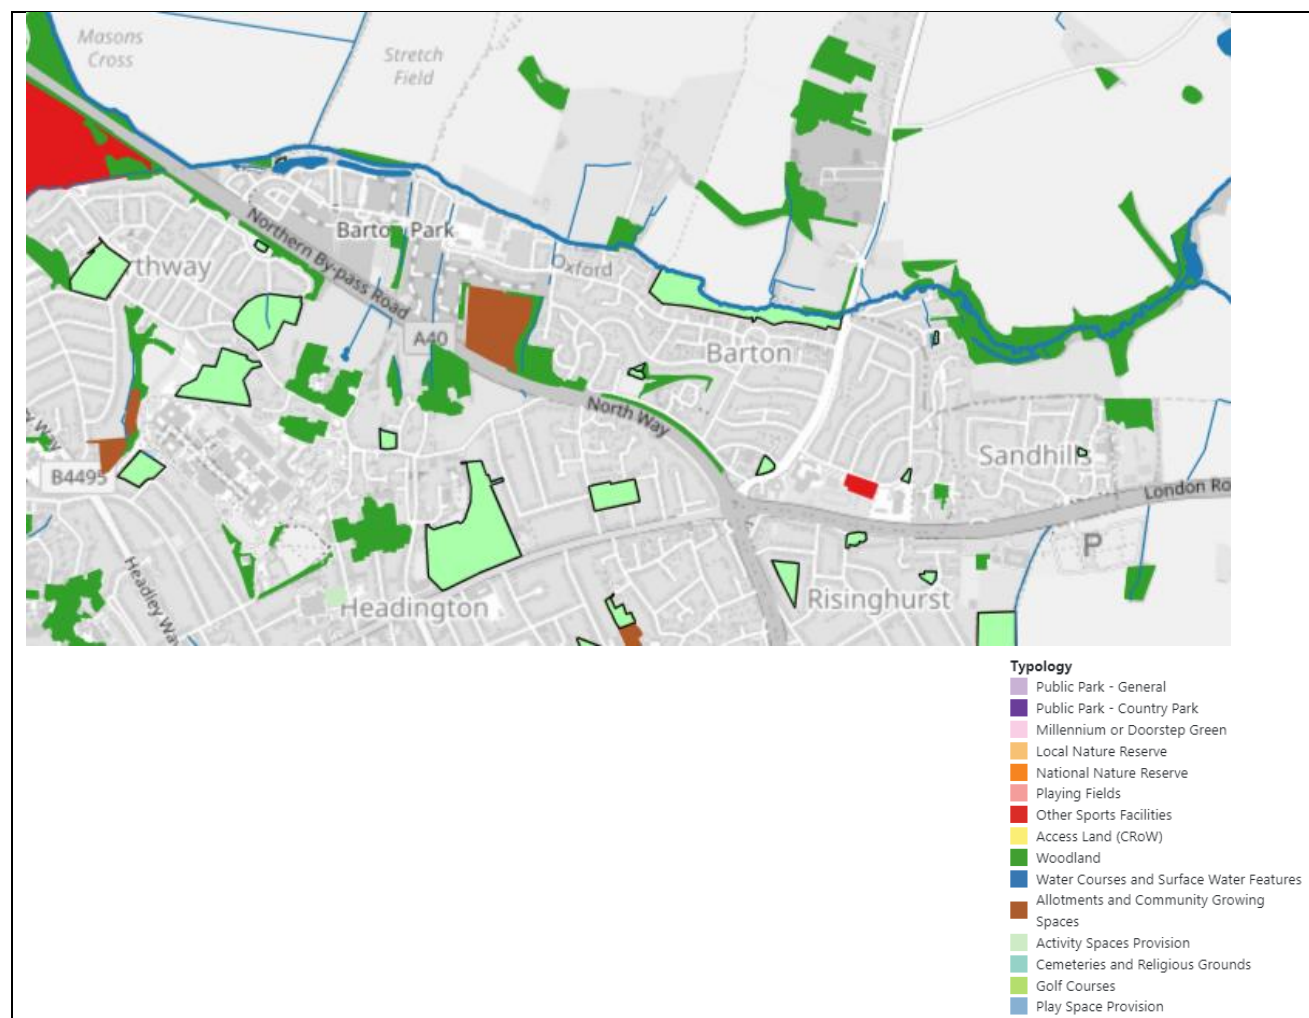 Masons
Cross
Stretch
Field
Barton Park
Northern By-pass Road
rthway
Oxford
A40
Barton
North Way
Sandhills
B4495
London Ro
P
Headley Way
Headington
Risinghurst
Typology
Public Park - General
Public Park - Country Park
Millennium or Doorstep Green
Local Nature Reserve
National Nature Reserve
Playing Fields
Other Sports Facilities
Access Land (CRoW)
Woodland
Water Courses and Surface Water Features
Allotments and Community Growing
Spaces
Activity Spaces Provision
Cemeteries and Religious Grounds
Golf Courses
Play Space Provision